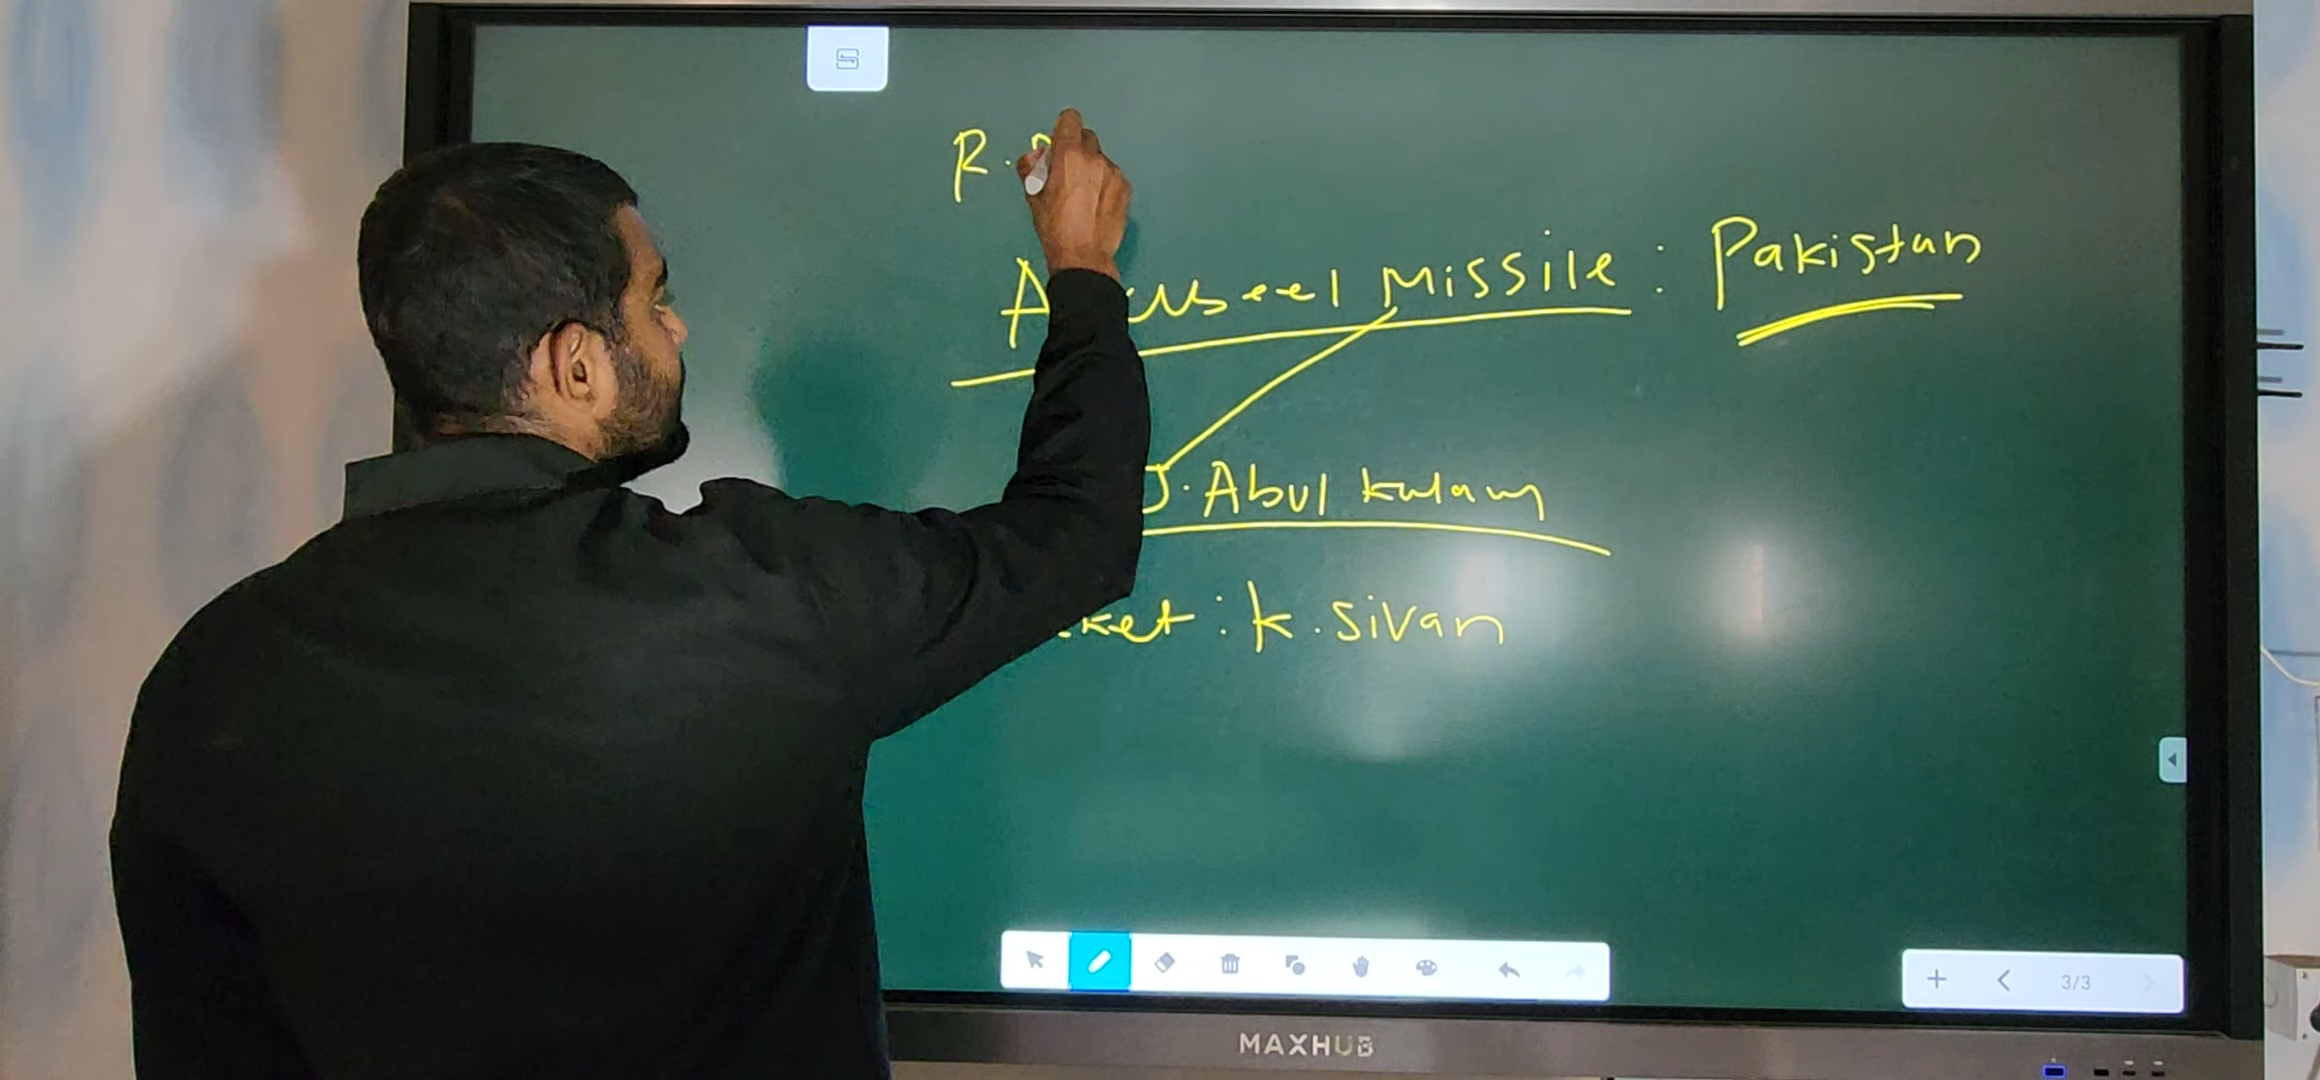 R.
Missile : Pakistan
J. Abul Kalam
: K. Sivan
3/3
MAXHUB